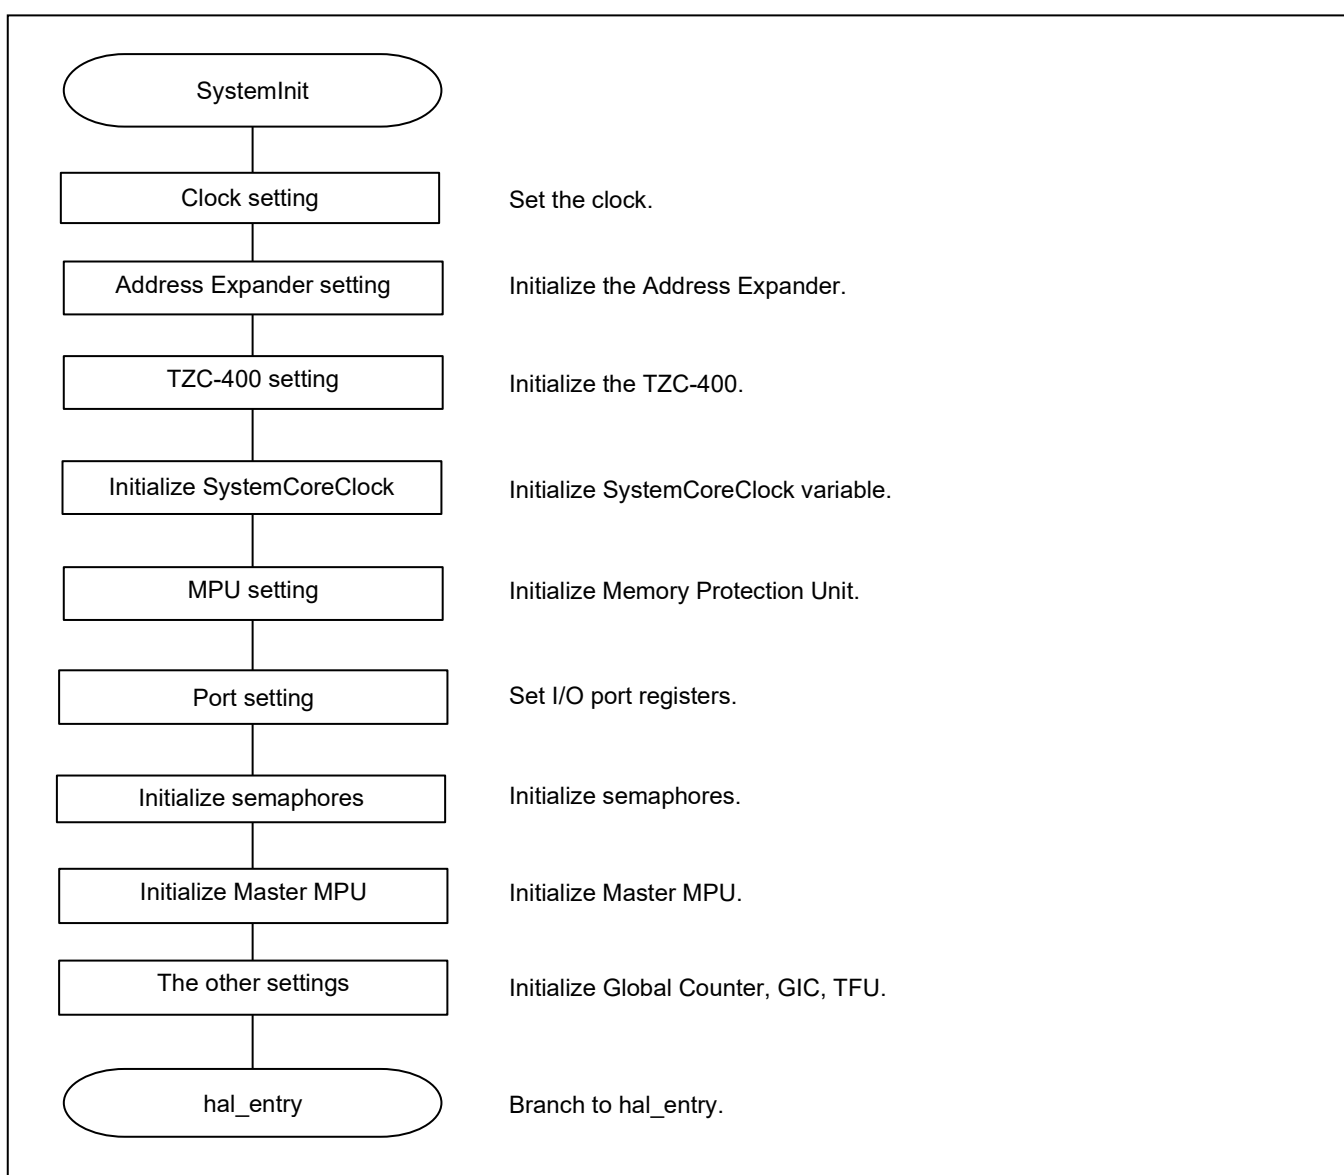 SystemInit
Clock setting
Set the clock.
Address Expander setting
Initialize the Address Expander.
TZC-400 setting
Initialize the TZC-400.
Initialize SystemCoreClock
Initialize SystemCoreClock variable.
MPU setting
Initialize Memory Protection Unit.
Port setting
Set I/O port registers.
Initialize semaphores
Initialize semaphores.
Initialize Master MPU
Initialize Master MPU.
The other settings
Initialize Global Counter, GIC, TFU.
hal_entry
Branch to hal_entry.